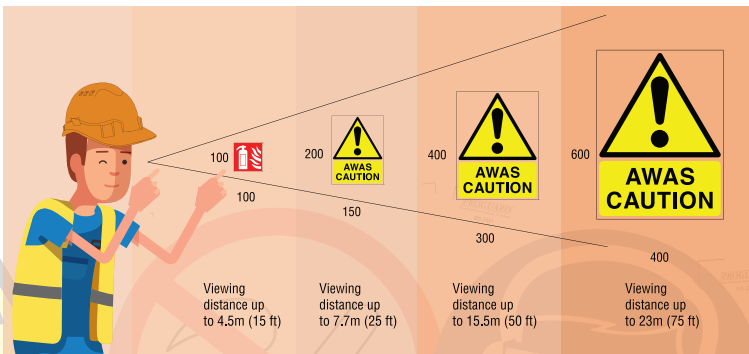 100
100
200
AWAS
CAUTION
150
400
AWAS
CAUTION
300
600
AWAS
CAUTION
400
Viewing
distance up
to 4.5m (15 ft)
Viewing
distance up
to 7.7m (25 ft)
Viewing
distance up
to 15.5m (50 ft)
Viewing
distance up
to 23m (75 ft)